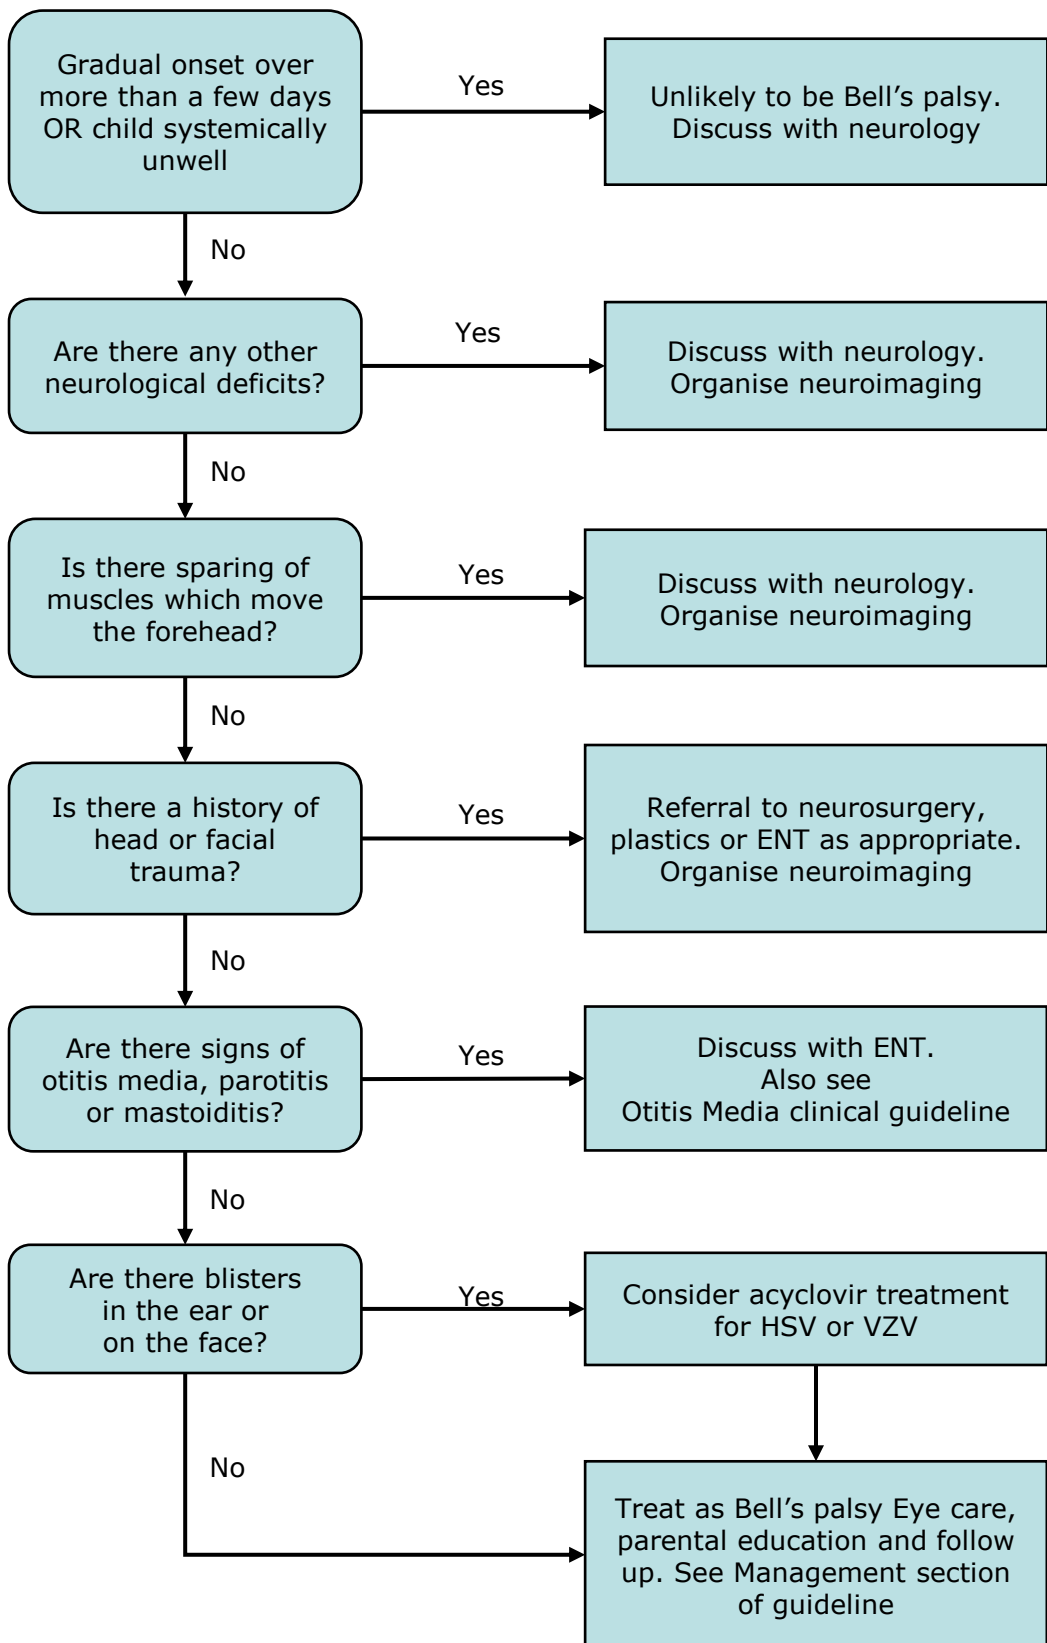 Gradual onset over
more than a few days
OR child systemically
unwell
Yes
Unlikely to be Bell’s palsy.
Discuss with neurology
No
Are there any other
neurological deficits?
Yes
Discuss with neurology.
Organise neuroimaging
No
Is there sparing of
muscles which move
the forehead?
Yes
Discuss with neurology.
Organise neuroimaging
No
Is there a history of
head or facial
trauma?
Yes
Referral to neurosurgery,
plastics or ENT as appropriate.
Organise neuroimaging
No
Are there signs of
otitis media, parotitis
or mastoiditis?
Yes
Discuss with ENT.
Also see
Otitis Media clinical guideline
No
Are there blisters
in the ear or
on the face?
Yes
Consider acyclovir treatment
for HSV or VZV
No
Treat as Bell’s palsy Eye care,
parental education and follow
up. See Management section
of guideline